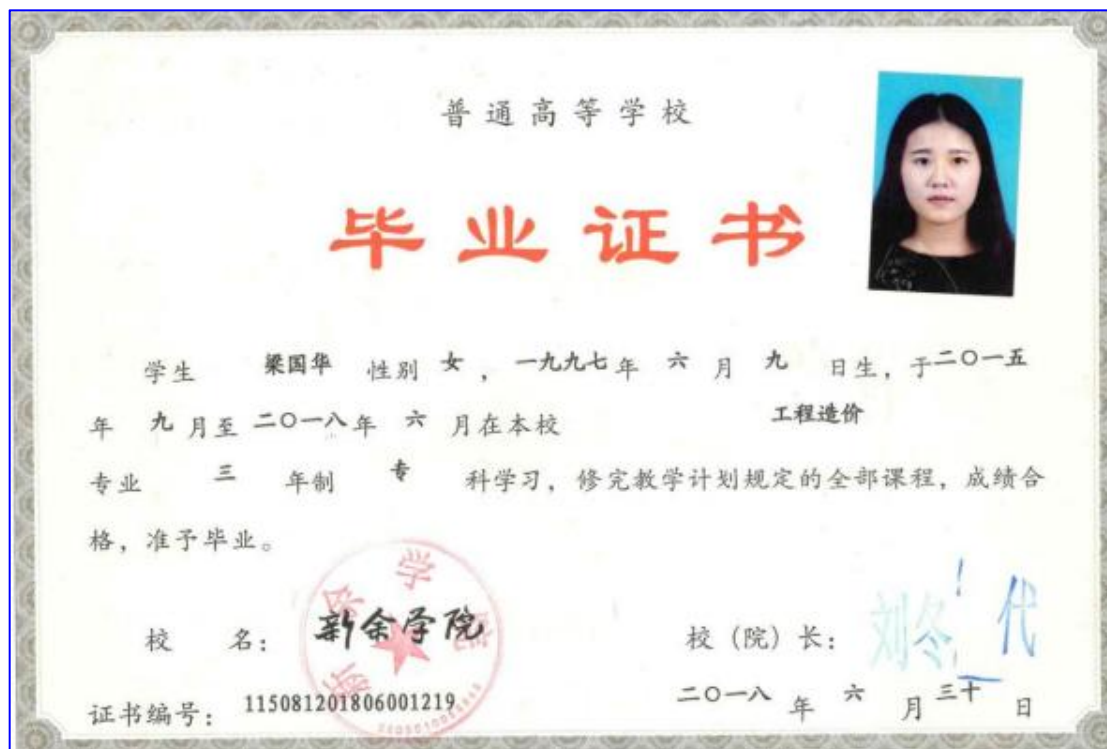 普通高等学校
毕业证书
学生 梁国华 性别 女，一九九七年 六 月 九 日生，于二〇一五
年 九 月至 二〇一八年 六 月在本校 工程造价
专业 三 年制 专 科学习，修完教学计划规定的全部课程，成绩合
格，准予毕业。
新余学院
校 名： 新余学院 校（院）长：
证书编号： 115081201806001219 二〇一八 年 六 月 三十 日